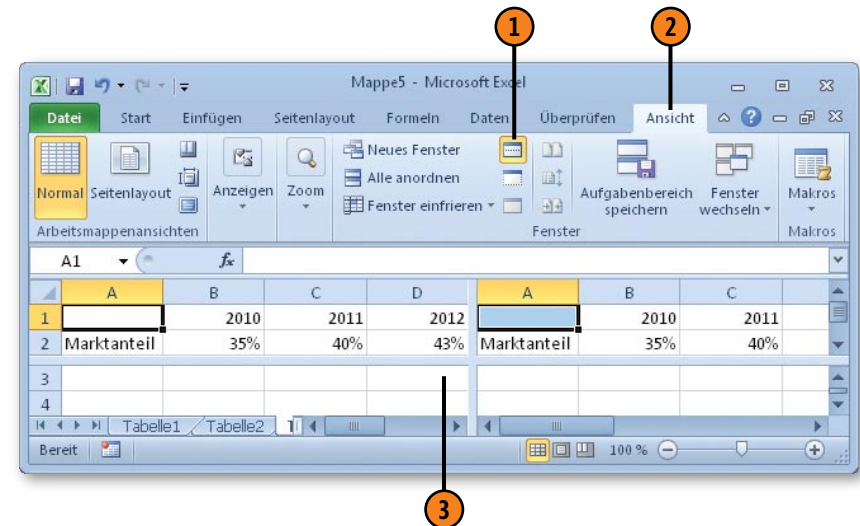 1 2
Mappe5 - Microsoft Excel
Datei Start Einfügen Seitenlayout Formeln Daten Überprüfen Ansicht
Neues Fenster
Normal Seitenlayout Anzeigen Zoom Alle anordnen Aufgabenbereich Fenster Makros
Fenster einfrieren speichern wechseln
Arbeitsmappenansichten Fenster Makros
A1 fx
A B C D A B C
1 2010 2011 2012 2010 2011
2 Marktanteil 35% 40% 43% Marktanteil 35% 40%
3
4
Tabelle1 Tabelle2
Bereit 100 %
3